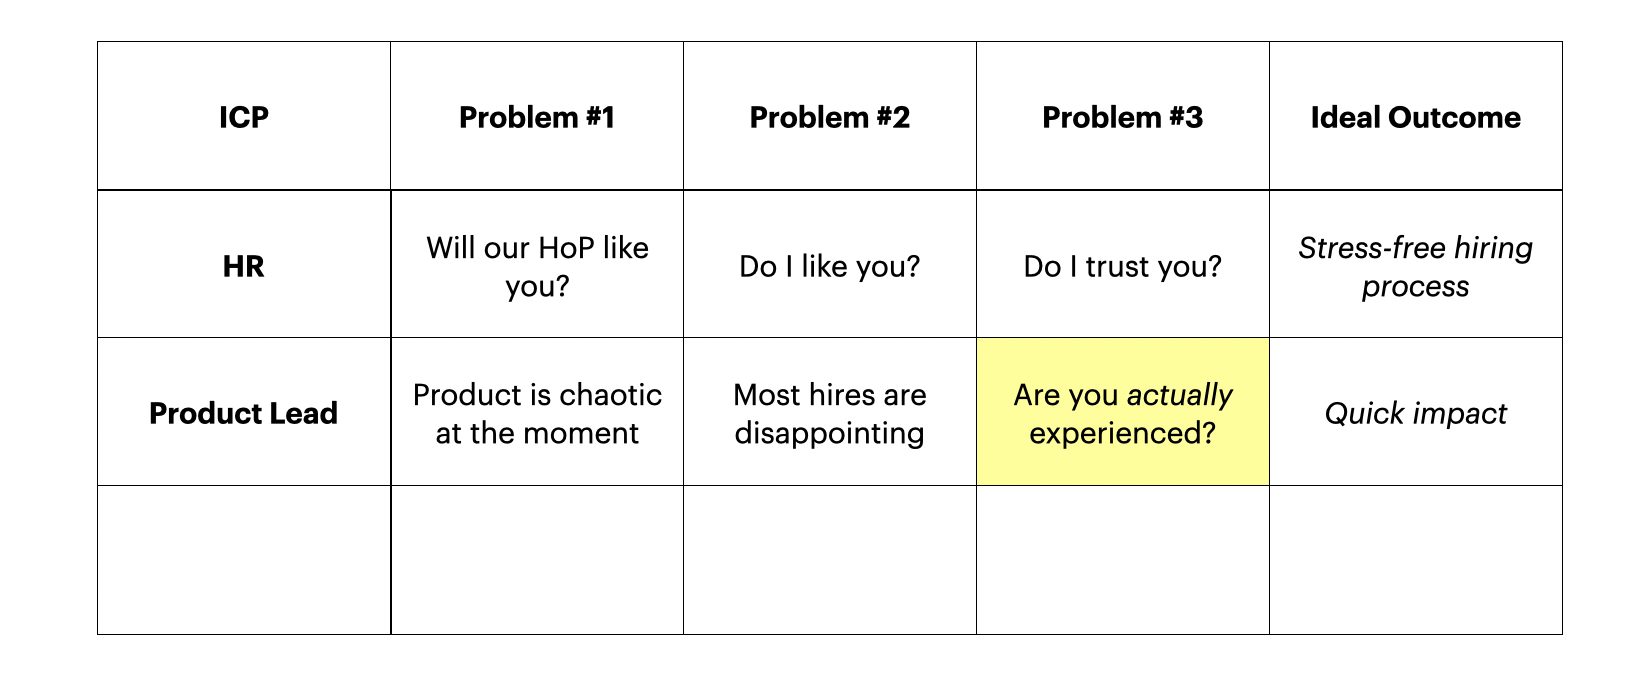 ICP
Problem #1
Problem #2
Problem #3
Ideal Outcome
HR
Will our HoP like
you?
Do I like you?
Do I trust you?
Stress-free hiring
process
Product Lead
Product is chaotic
at the moment
Most hires are
disappointing
Are you actually
experienced?
Quick impact